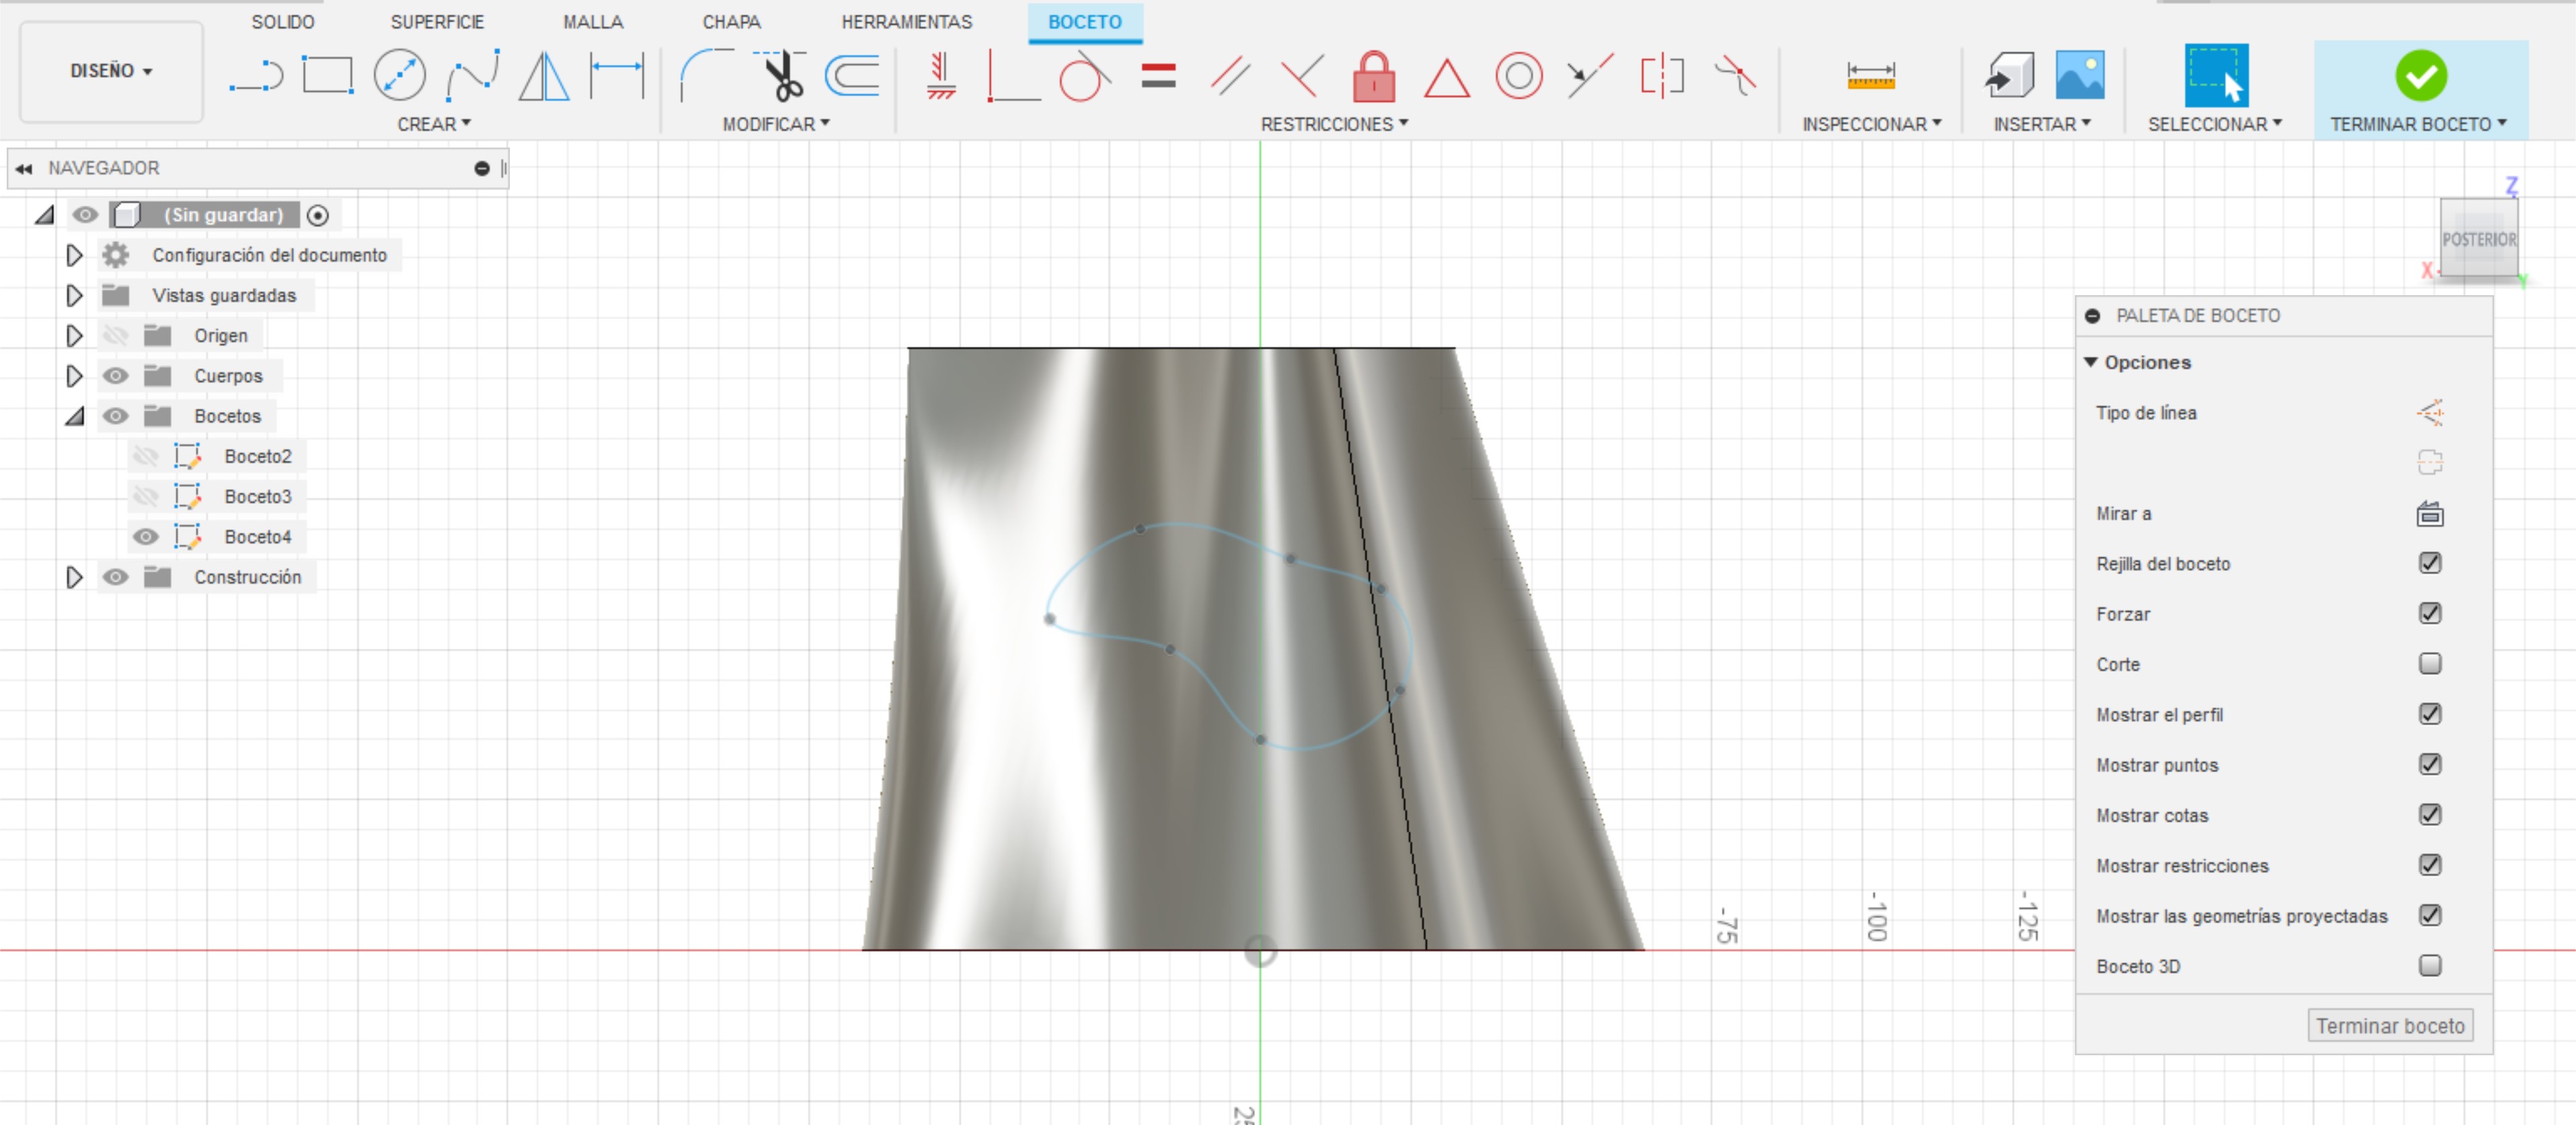 SOLIDO SUPERFICIE MALLA CHAPA HERRAMIENTAS BOCETO
DISEÑO
CREAR MODIFICAR RESTRICCIONES INSPECCIONAR INSERTAR SELECCIONAR TERMINAR BOCETO
NAVEGADOR
(Sin guardar)
Configuración del documento
Vistas guardadas
Origen
Cuerpos
Bocetos
Boceto2
Boceto3
Boceto4
Construcción
Z
POSTERIOR
X
Y
PALETA DE BOCETO
Opciones
Tipo de línea
Mirar a
Rejilla del boceto
Forzar
Corte
Mostrar el perfil
Mostrar puntos
Mostrar cotas
Mostrar restricciones
Mostrar las geometrías proyectadas
Boceto 3D
Terminar boceto
-75
-100
-125